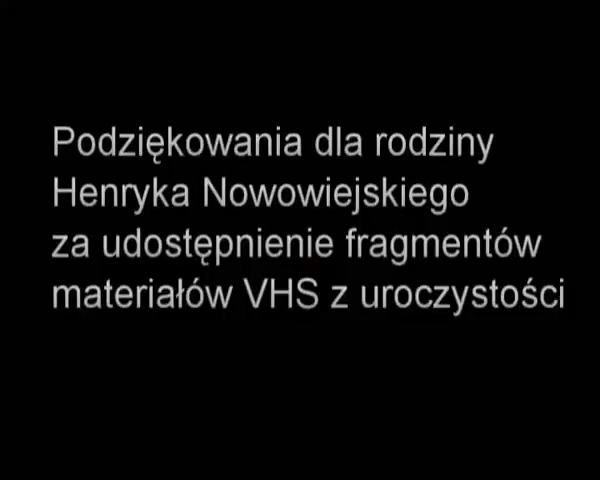 Podziękowania dla rodziny
Henryka Nowowiejskiego
za udostępnienie fragmentów
materiałów VHS z uroczystości